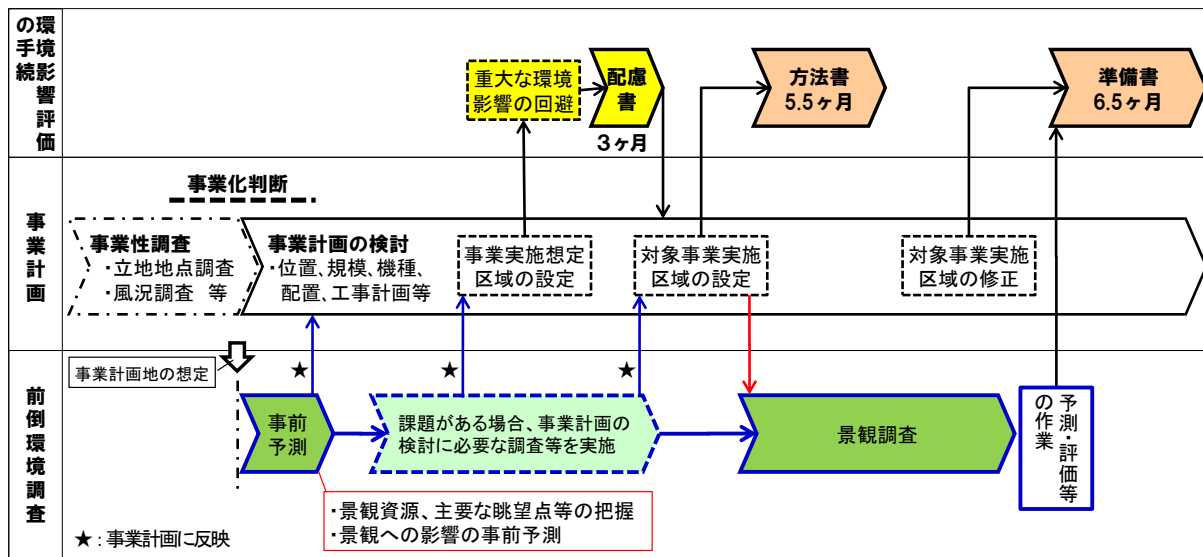 環境影響評価
の手続
重大な環境
影響の回避
配慮
書
3ヶ月
方法書
5.5ヶ月
準備書
6.5ヶ月
事業計画
事業化判断
事業性調査
・立地地点調査
・風況調査 等
事業計画の検討
・位置、規模、機種、
配置、工事計画等
事業実施想定
区域の設定
対象事業実施
区域の設定
対象事業実施
区域の修正
前倒環境調査
事業計画地の想定
★
★
★
事前
予測
課題がある場合、事業計画の
検討に必要な調査等を実施
景観調査
予測・評価等
の作業
・景観資源、主要な眺望点等の把握
・景観への影響の事前予測
★：事業計画に反映